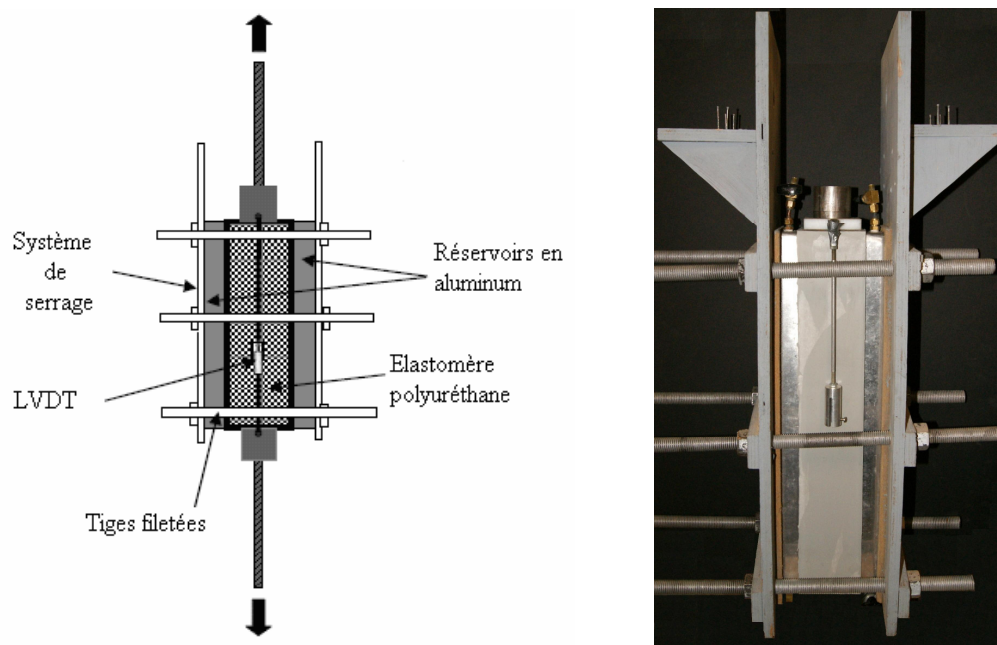 Système
de
serrage
Réservoirs en
aluminum
LVDT
Elastomère
polyuréthane
Tiges filetées